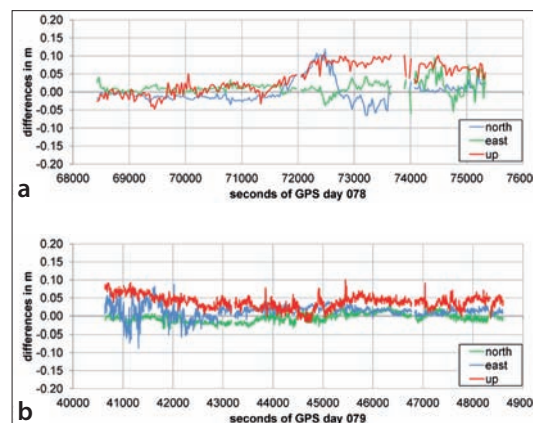 0.20
0.15
0.10
0.05
0.00
-0.05
-0.10
-0.15
-0.20
differences in m
north
east
up
68000 69000 70000 71000 72000 73000 74000 75000 7600
seconds of GPS day 078
a
0.20
0.15
0.10
0.05
0.00
-0.05
-0.10
-0.15
-0.20
differences in m
north
east
up
40000 41000 42000 43000 44000 45000 46000 47000 48000 4900
seconds of GPS day 079
b